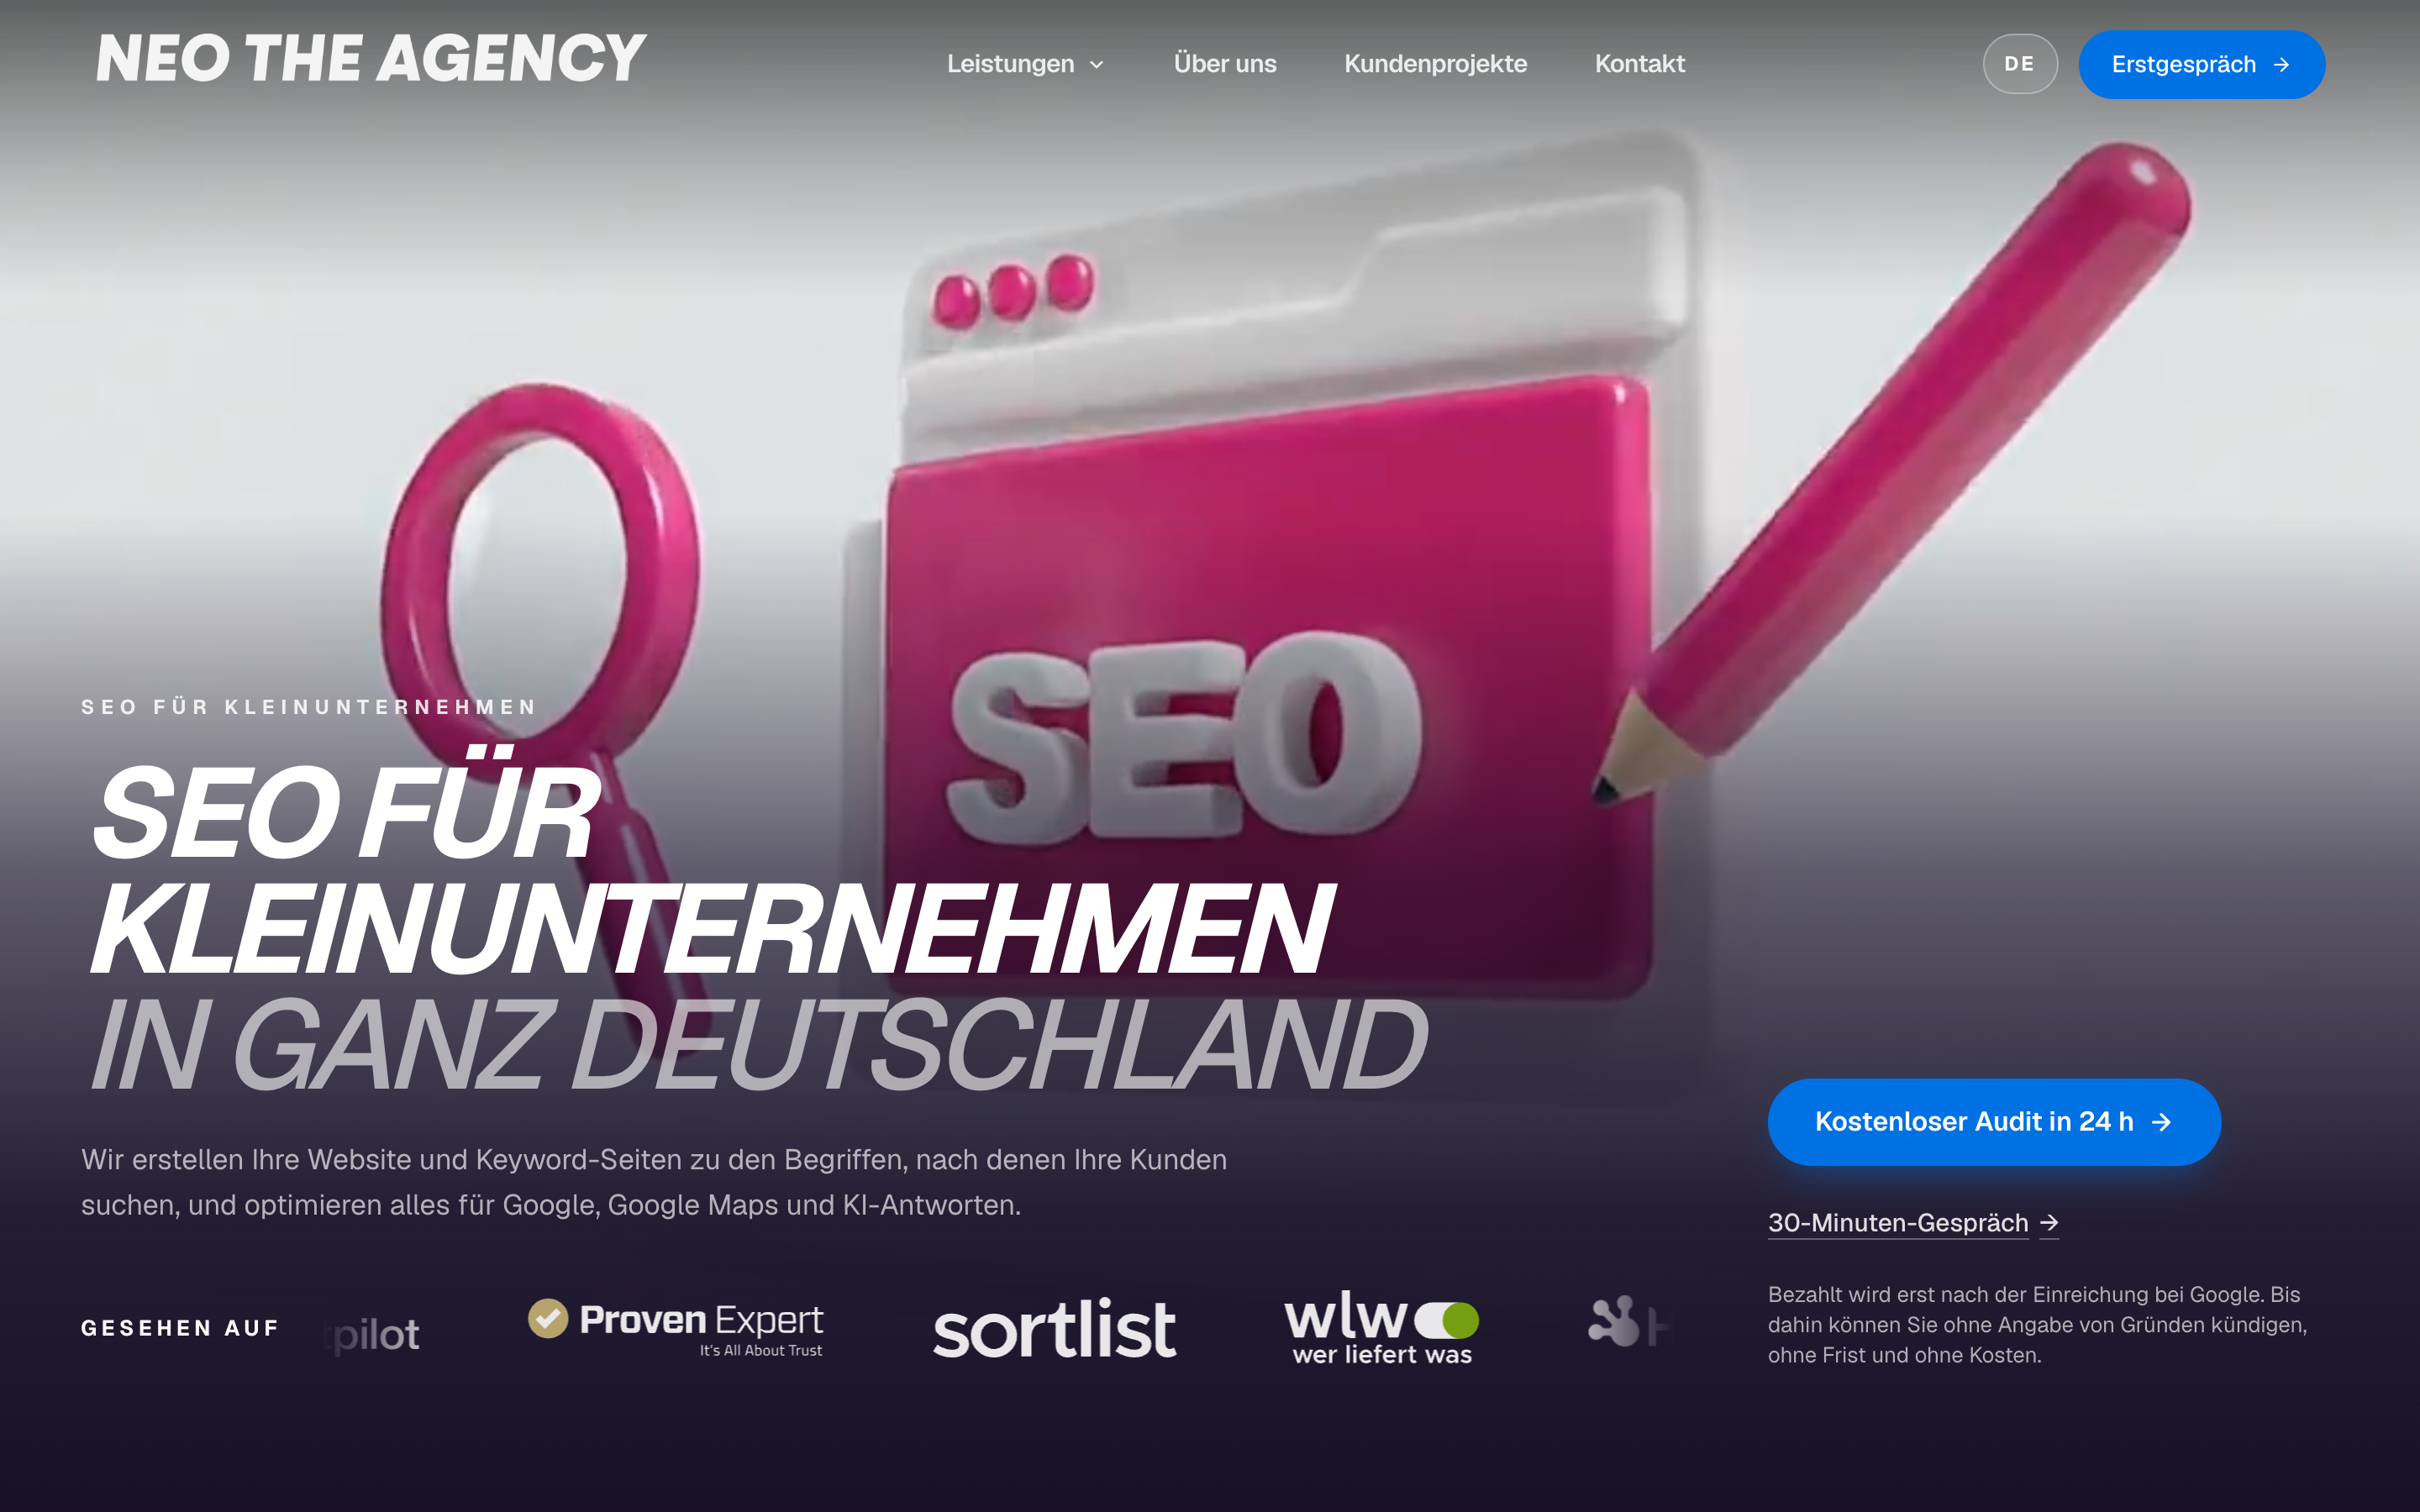 NEO THE AGENCY
Leistungen
Über uns
Kundenprojekte
Kontakt
DE
Erstgespräch →
SEO
SEO FÜR KLEINUNTERNEHMEN
SEO FÜR
KLEINUNTERNEHMEN
IN GANZ DEUTSCHLAND
Wir erstellen Ihre Website und Keyword-Seiten zu den Begriffen, nach denen Ihre Kunden
suchen, und optimieren alles für Google, Google Maps und KI-Antworten.
Kostenloser Audit in 24 h →
30-Minuten-Gespräch →
Bezahlt wird erst nach der Einreichung bei Google. Bis
dahin können Sie ohne Angabe von Gründen kündigen,
ohne Frist und ohne Kosten.
GESEHEN AUF
tpilot
Proven Expert
It's All About Trust
sortlist
wlw
wer liefert was